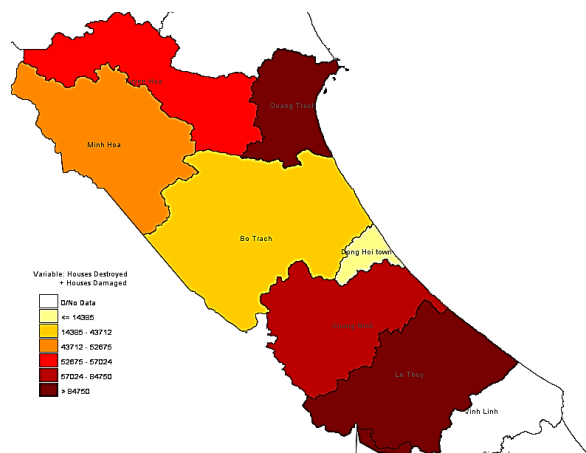 Quang Trach
Minh Hoa
Bo Trach
Dong Hoi town
Variable: Houses Destroyed
+ Houses Damaged
0/No Data
<= 14385
14385 - 43712
43712 - 52675
52675 - 57024
57024 - 84750
> 84750
Le Thuy
Vinh Linh